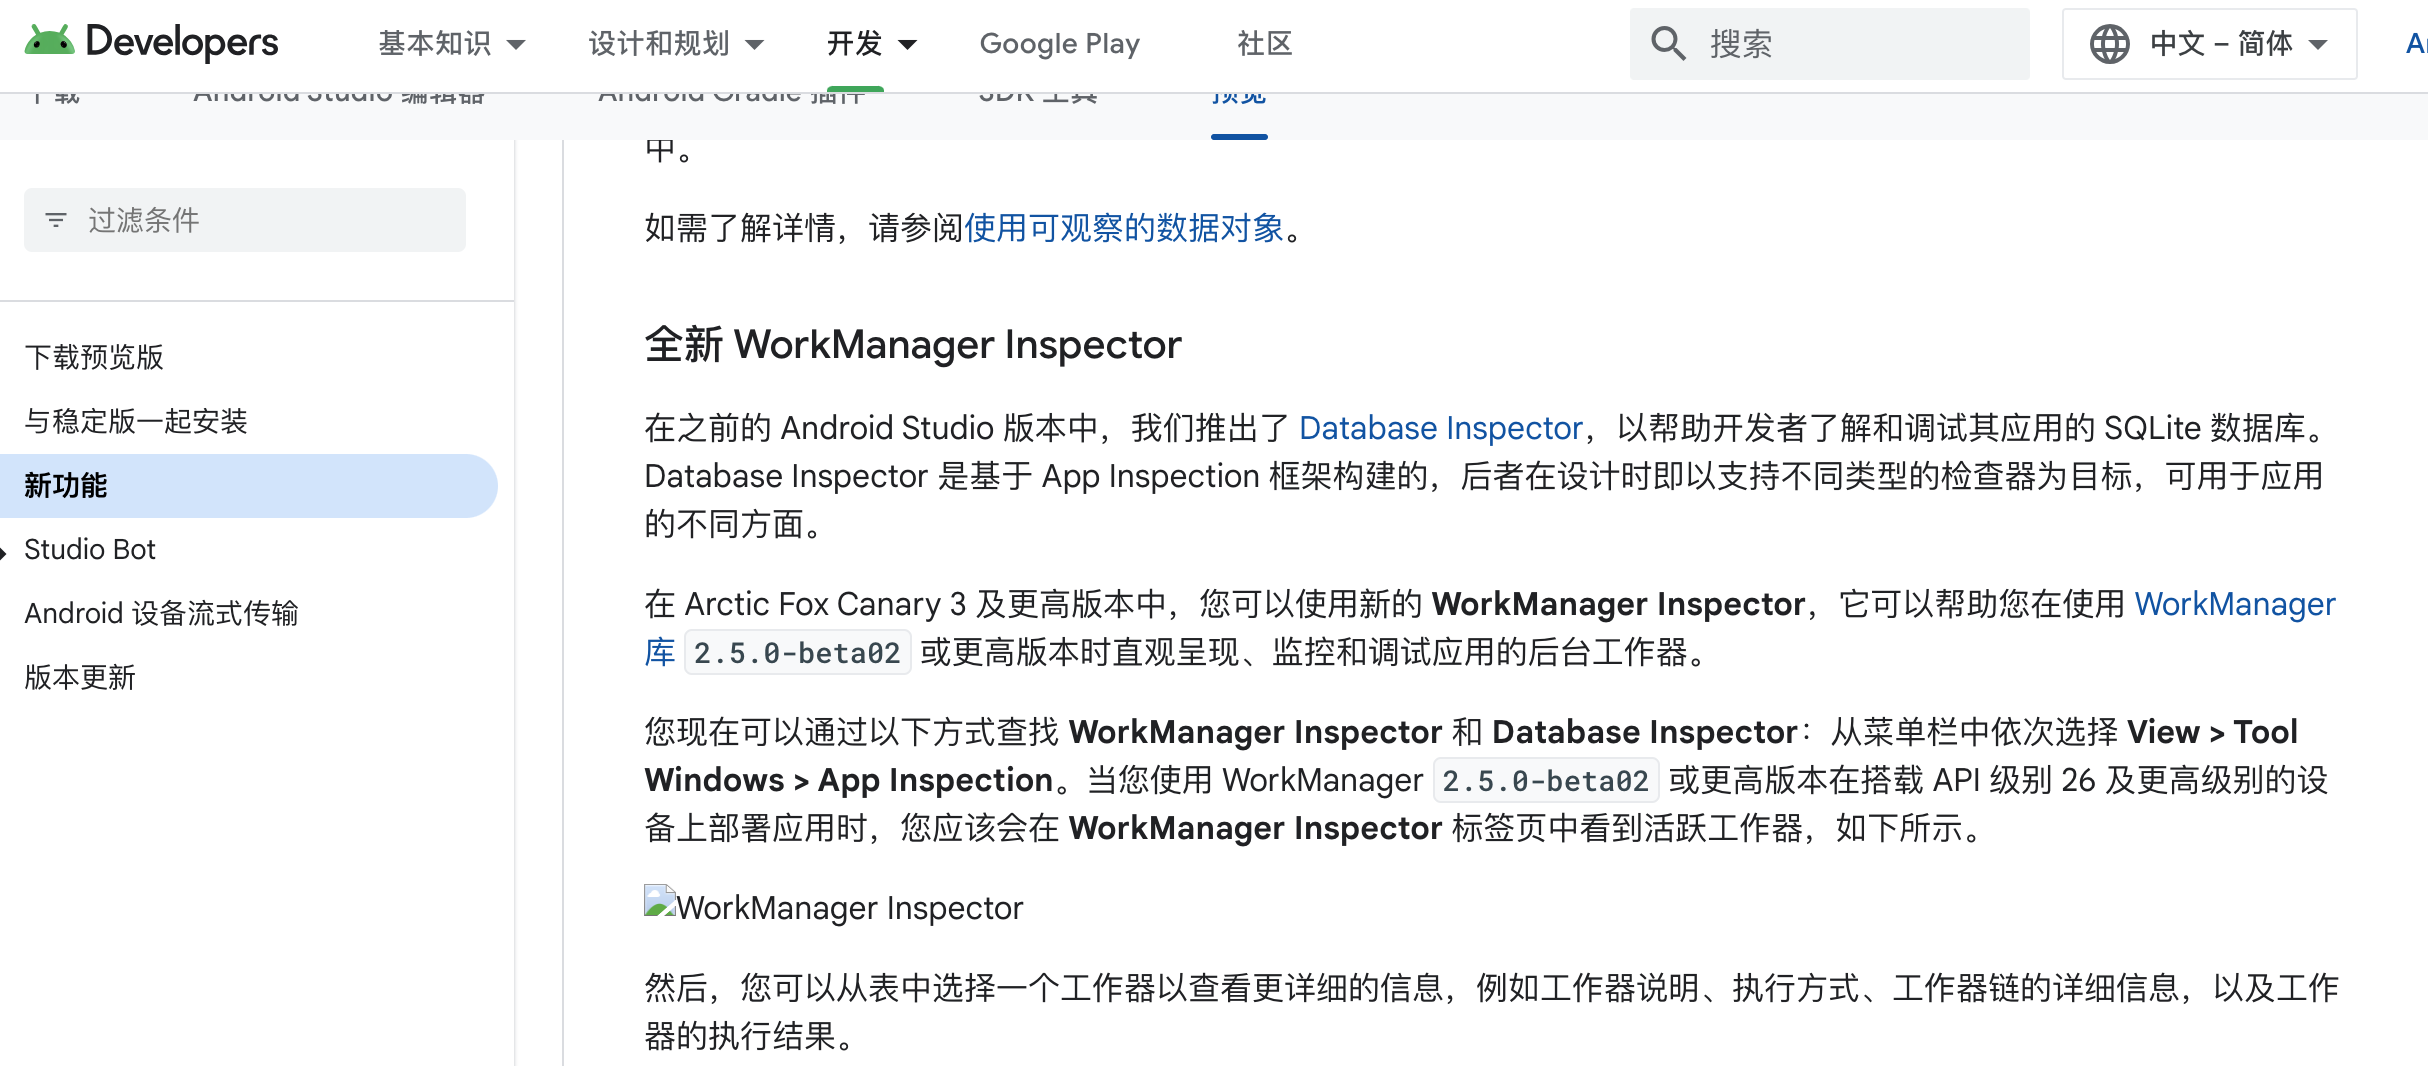 Developers
基本知识
设计和规划
开发
Google Play
社区
搜索
中文 – 简体
下载
Android Studio 编辑器
Android Gradle 插件
SDK 工具
预览
过滤条件
下载预览版
与稳定版一起安装
新功能
Studio Bot
Android 设备流式传输
版本更新
中。
如需了解详情，请参阅使用可观察的数据对象。
全新 WorkManager Inspector
在之前的 Android Studio 版本中，我们推出了 Database Inspector，以帮助开发者了解和调试其应用的 SQLite 数据库。
Database Inspector 是基于 App Inspection 框架构建的，后者在设计时即以支持不同类型的检查器为目标，可用于应用
的不同方面。
在 Arctic Fox Canary 3 及更高版本中，您可以使用新的 WorkManager Inspector，它可以帮助您在使用 WorkManager
库 2.5.0-beta02 或更高版本时直观呈现、监控和调试应用的后台工作器。
您现在可以通过以下方式查找 WorkManager Inspector 和 Database Inspector：从菜单栏中依次选择 View > Tool
Windows > App Inspection。当您使用 WorkManager 2.5.0-beta02 或更高版本在搭载 API 级别 26 及更高级别的设
备上部署应用时，您应该会在 WorkManager Inspector 标签页中看到活跃工作器，如下所示。
WorkManager Inspector
然后，您可以从表中选择一个工作器以查看更详细的信息，例如工作器说明、执行方式、工作器链的详细信息，以及工作
器的执行结果。